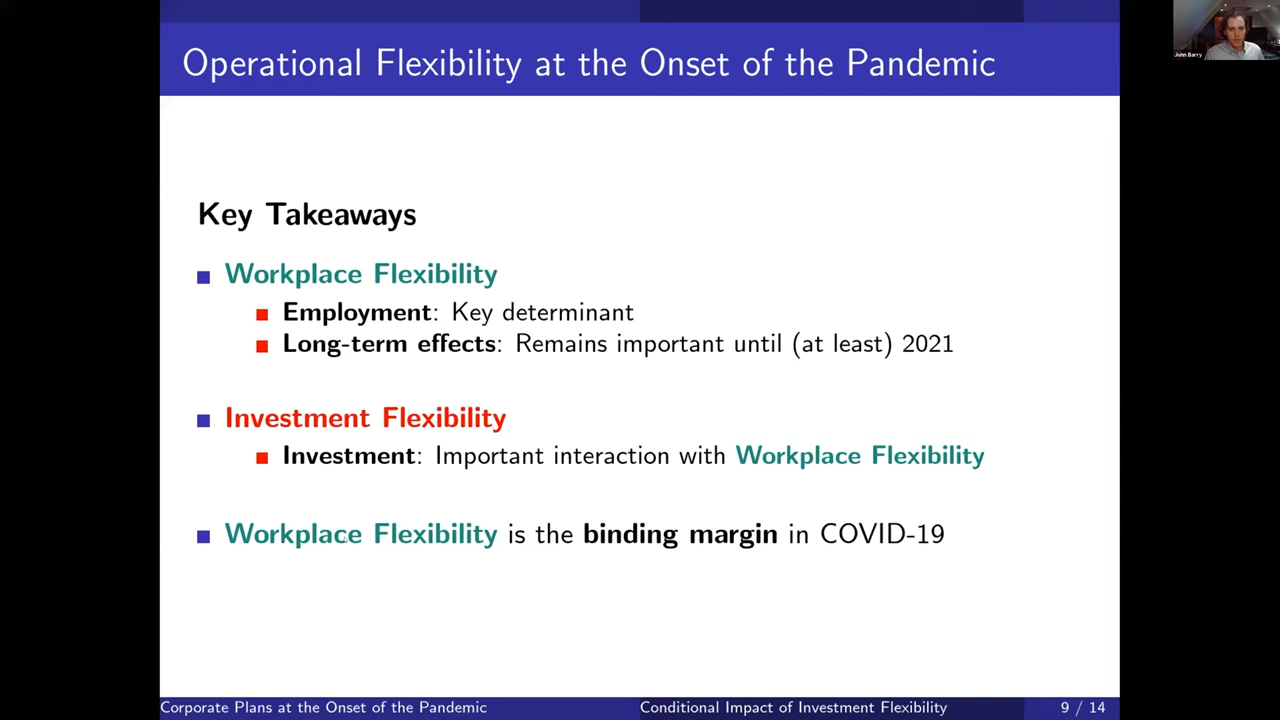 Operational Flexibility at the Onset of the Pandemic
John Barry
Key Takeaways
Workplace Flexibility
Employment: Key determinant
Long-term effects: Remains important until (at least) 2021
Investment Flexibility
Investment: Important interaction with Workplace Flexibility
Workplace Flexibility is the binding margin in COVID-19
Corporate Plans at the Onset of the Pandemic
Conditional Impact of Investment Flexibility
9 / 14